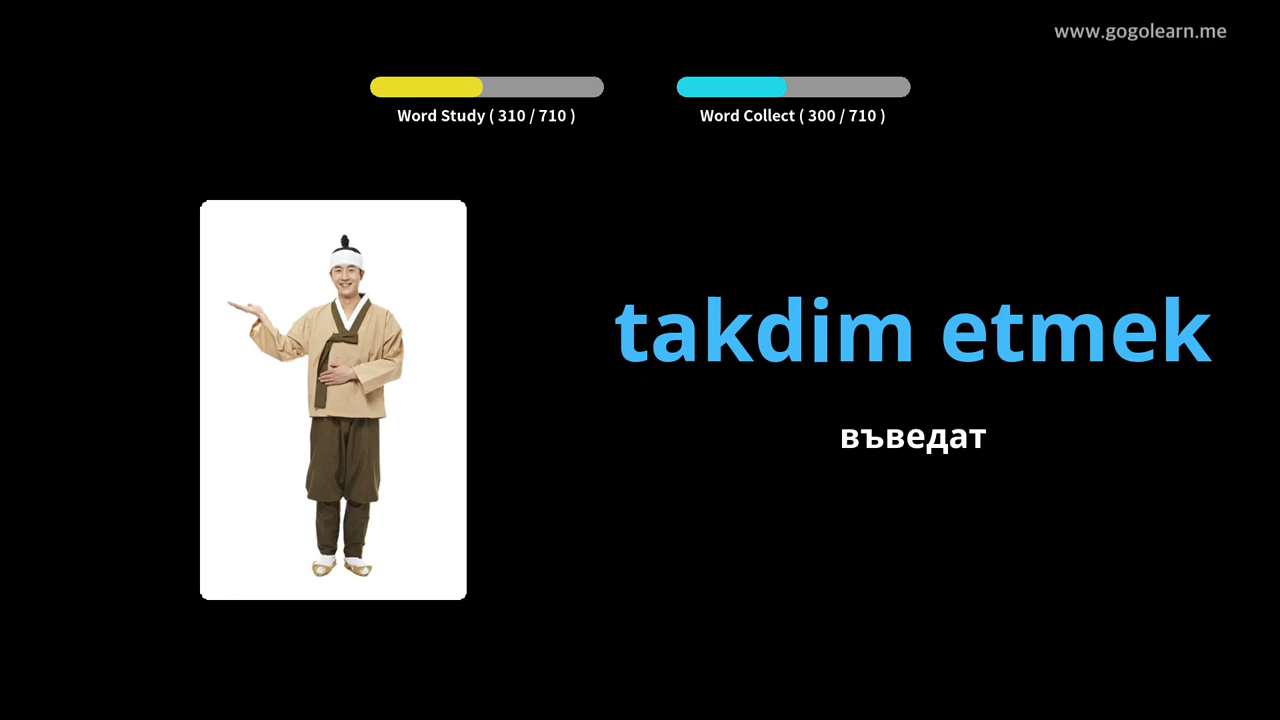 www.gogolearn.me
Word Study ( 310 / 710 )
Word Collect ( 300 / 710 )
takdim etmek
въведат